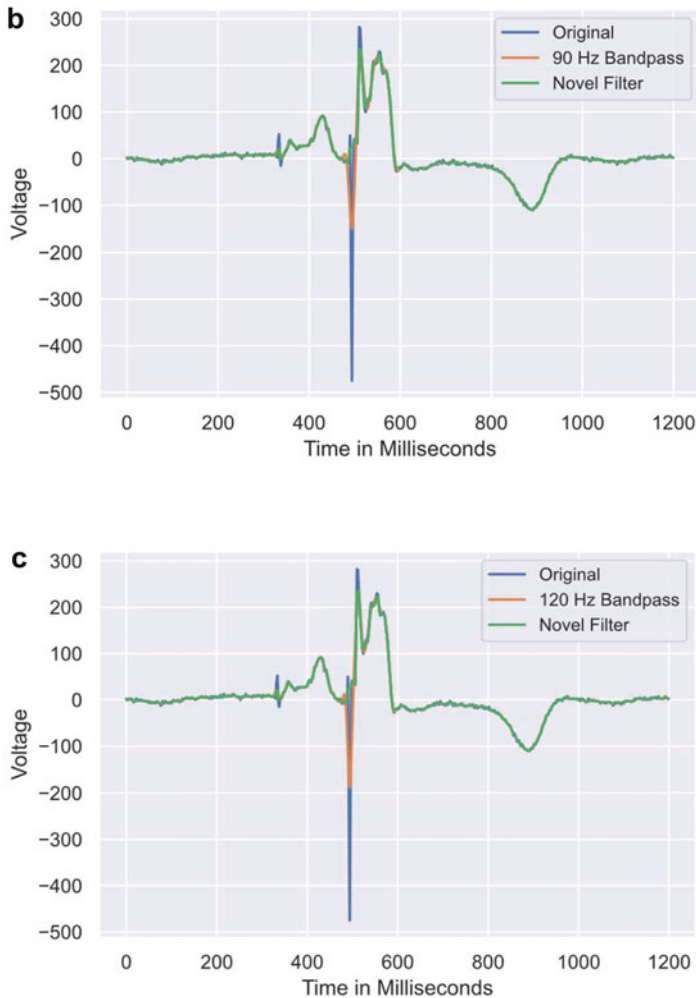 b
300
200
100
0
−100
−200
−300
−400
−500
Voltage
Original
90 Hz Bandpass
Novel Filter
0 200 400 600 800 1000 1200
Time in Milliseconds
c
300
200
100
0
−100
−200
−300
−400
−500
Voltage
Original
120 Hz Bandpass
Novel Filter
0 200 400 600 800 1000 1200
Time in Milliseconds